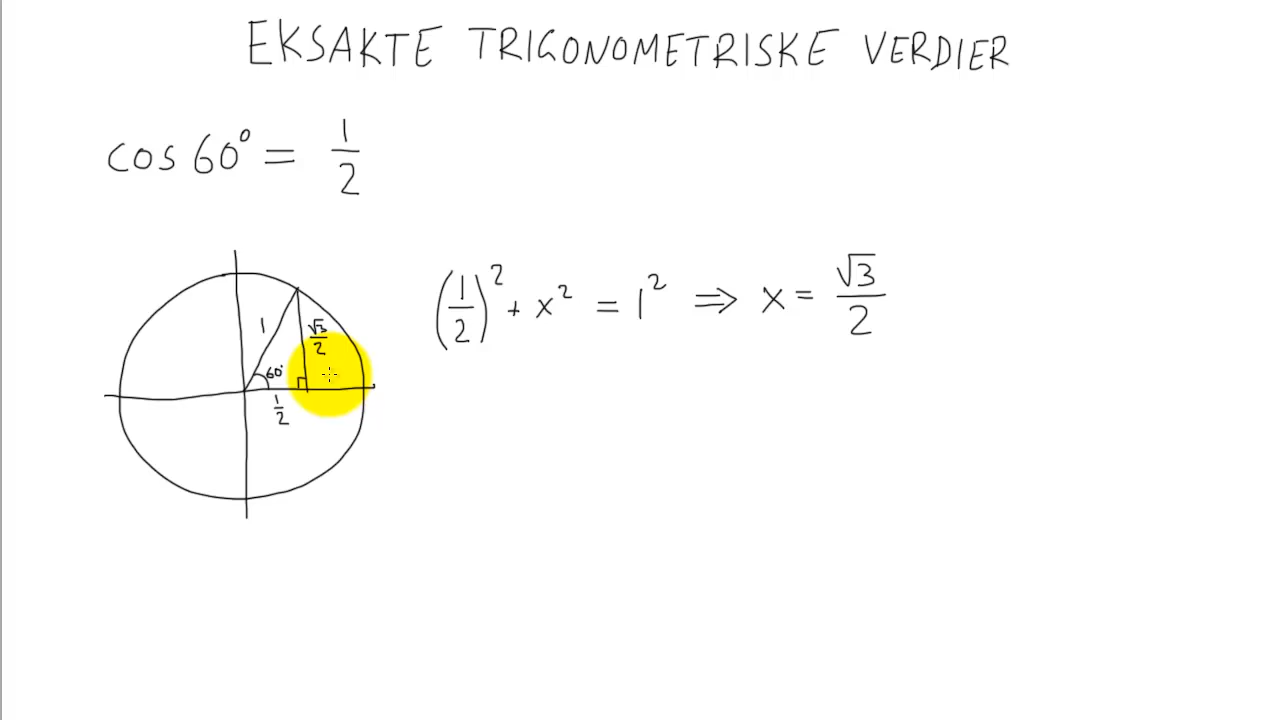 EKSAKTE TRIGONOMETRISKE VERDIER
cos 60° = 1/2
(1/2)² + x² = 1² ⇒ x = √3/2
1
√3/2
60°
1/2